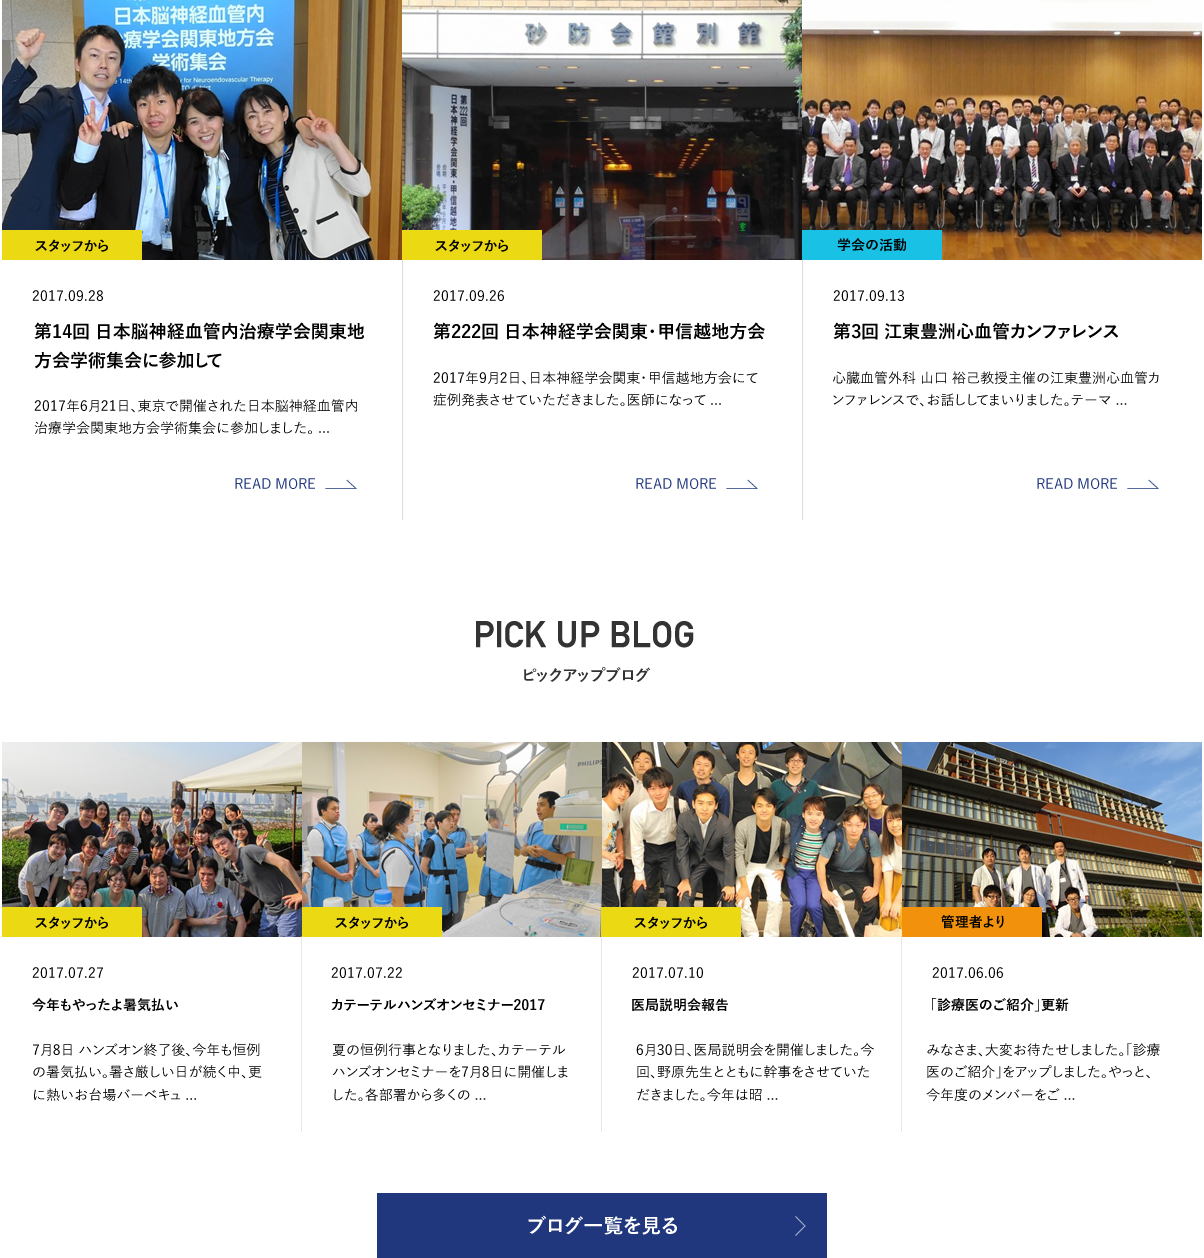 日本脳神経血管内
療学会関東地方会
学術集会
砂防会館別館
第222回
日本神経学会関東・甲信越地
スタッフから
スタッフから
学会の活動
2017.09.28
第14回 日本脳神経血管内治療学会関東地
方会学術集会に参加して
2017年6月21日、東京で開催された日本脳神経血管内
治療学会関東地方会学術集会に参加しました。 ...
READ MORE
2017.09.26
第222回 日本神経学会関東・甲信越地方会
2017年9月2日、日本神経学会関東・甲信越地方会にて
症例発表させていただきました。医師になって ...
READ MORE
2017.09.13
第3回 江東豊洲心血管カンファレンス
心臓血管外科 山口 裕己教授主催の江東豊洲心血管カ
ンファレンスで、お話ししてまいりました。テーマ ...
READ MORE
PICK UP BLOG
ピックアップブログ
PHILIPS
スタッフから
スタッフから
スタッフから
管理者より
2017.07.27
今年もやったよ暑気払い
7月8日 ハンズオン終了後、今年も恒例
の暑気払い。暑さ厳しい日が続く中、更
に熱いお台場バーベキュ ...
2017.07.22
カテーテルハンズオンセミナー2017
夏の恒例行事となりました、カテーテル
ハンズオンセミナーを7月8日に開催しま
した。各部署から多くの ...
2017.07.10
医局説明会報告
6月30日、医局説明会を開催しました。今
回、野原先生とともに幹事をさせていた
だきました。今年は昭 ...
2017.06.06
「診療医のご紹介」更新
みなさま、大変お待たせしました。「診療
医のご紹介」をアップしました。やっと、
今年度のメンバーをご ...
ブログ一覧を見る